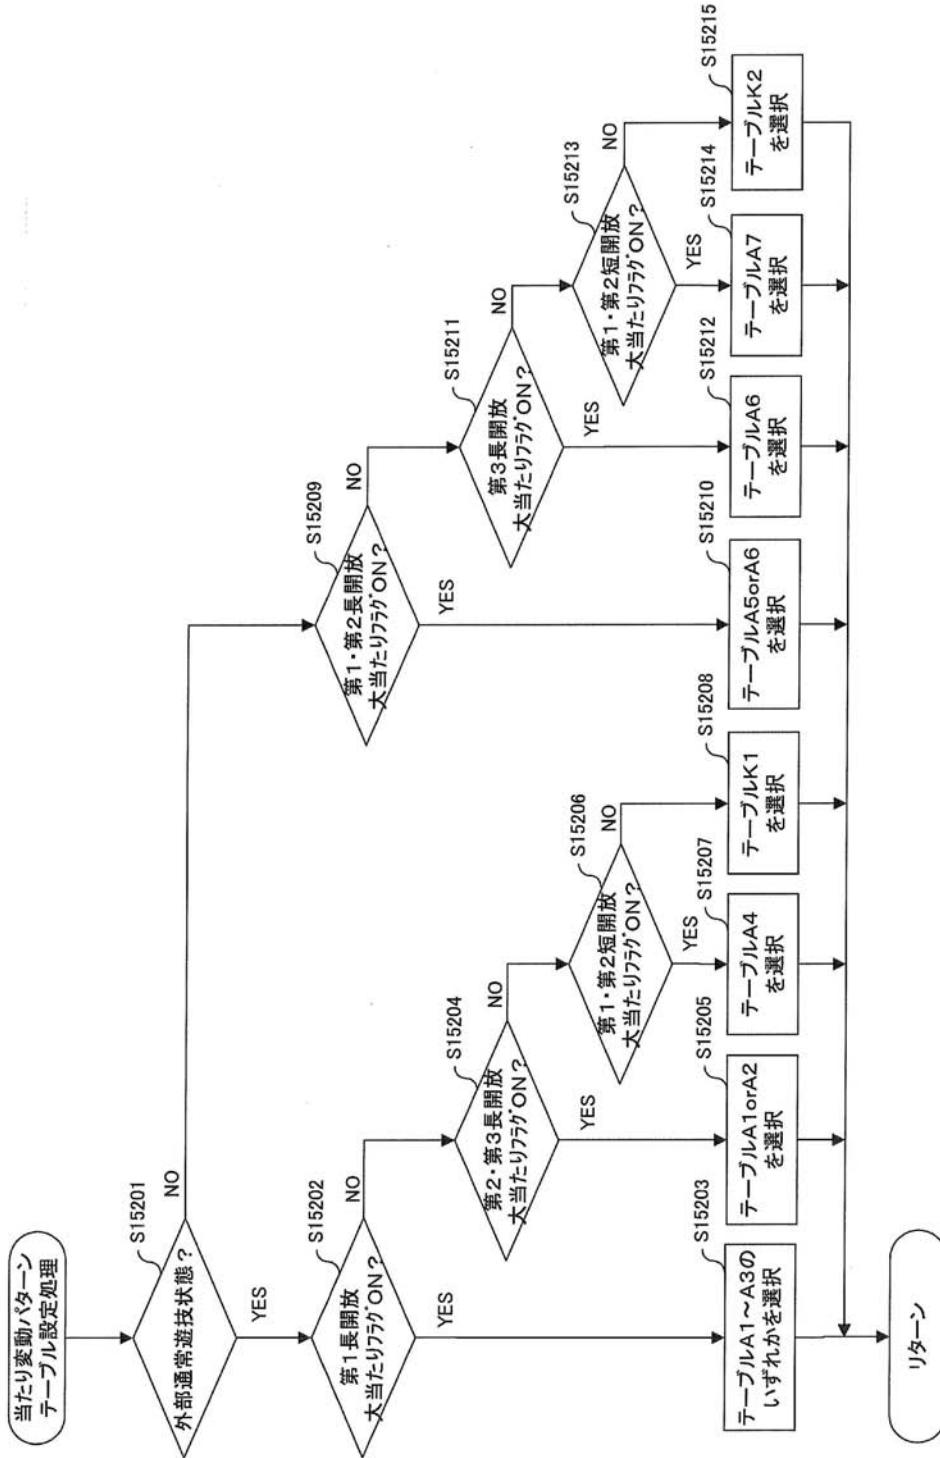 当たり変動パターン
テーブル設定処理
S15201
外部通常遊技状態？
NO
YES
S15202
第1長開放
大当たりフラグON？
NO
YES
S15203
テーブルA1～A3の
いずれかを選択
S15204
第2・第3長開放
大当たりフラグON？
NO
YES
S15205
テーブルA1orA2
を選択
S15206
第1・第2短開放
大当たりフラグON？
NO
YES
S15207
テーブルA4
を選択
S15208
テーブルK1
を選択
S15209
第1・第2長開放
大当たりフラグON？
NO
YES
S15210
テーブルA5orA6
を選択
S15211
第3長開放
大当たりフラグON？
NO
YES
S15212
テーブルA6
を選択
S15213
第1・第2短開放
大当たりフラグON？
NO
YES
S15214
テーブルA7
を選択
S15215
テーブルK2
を選択
リターン